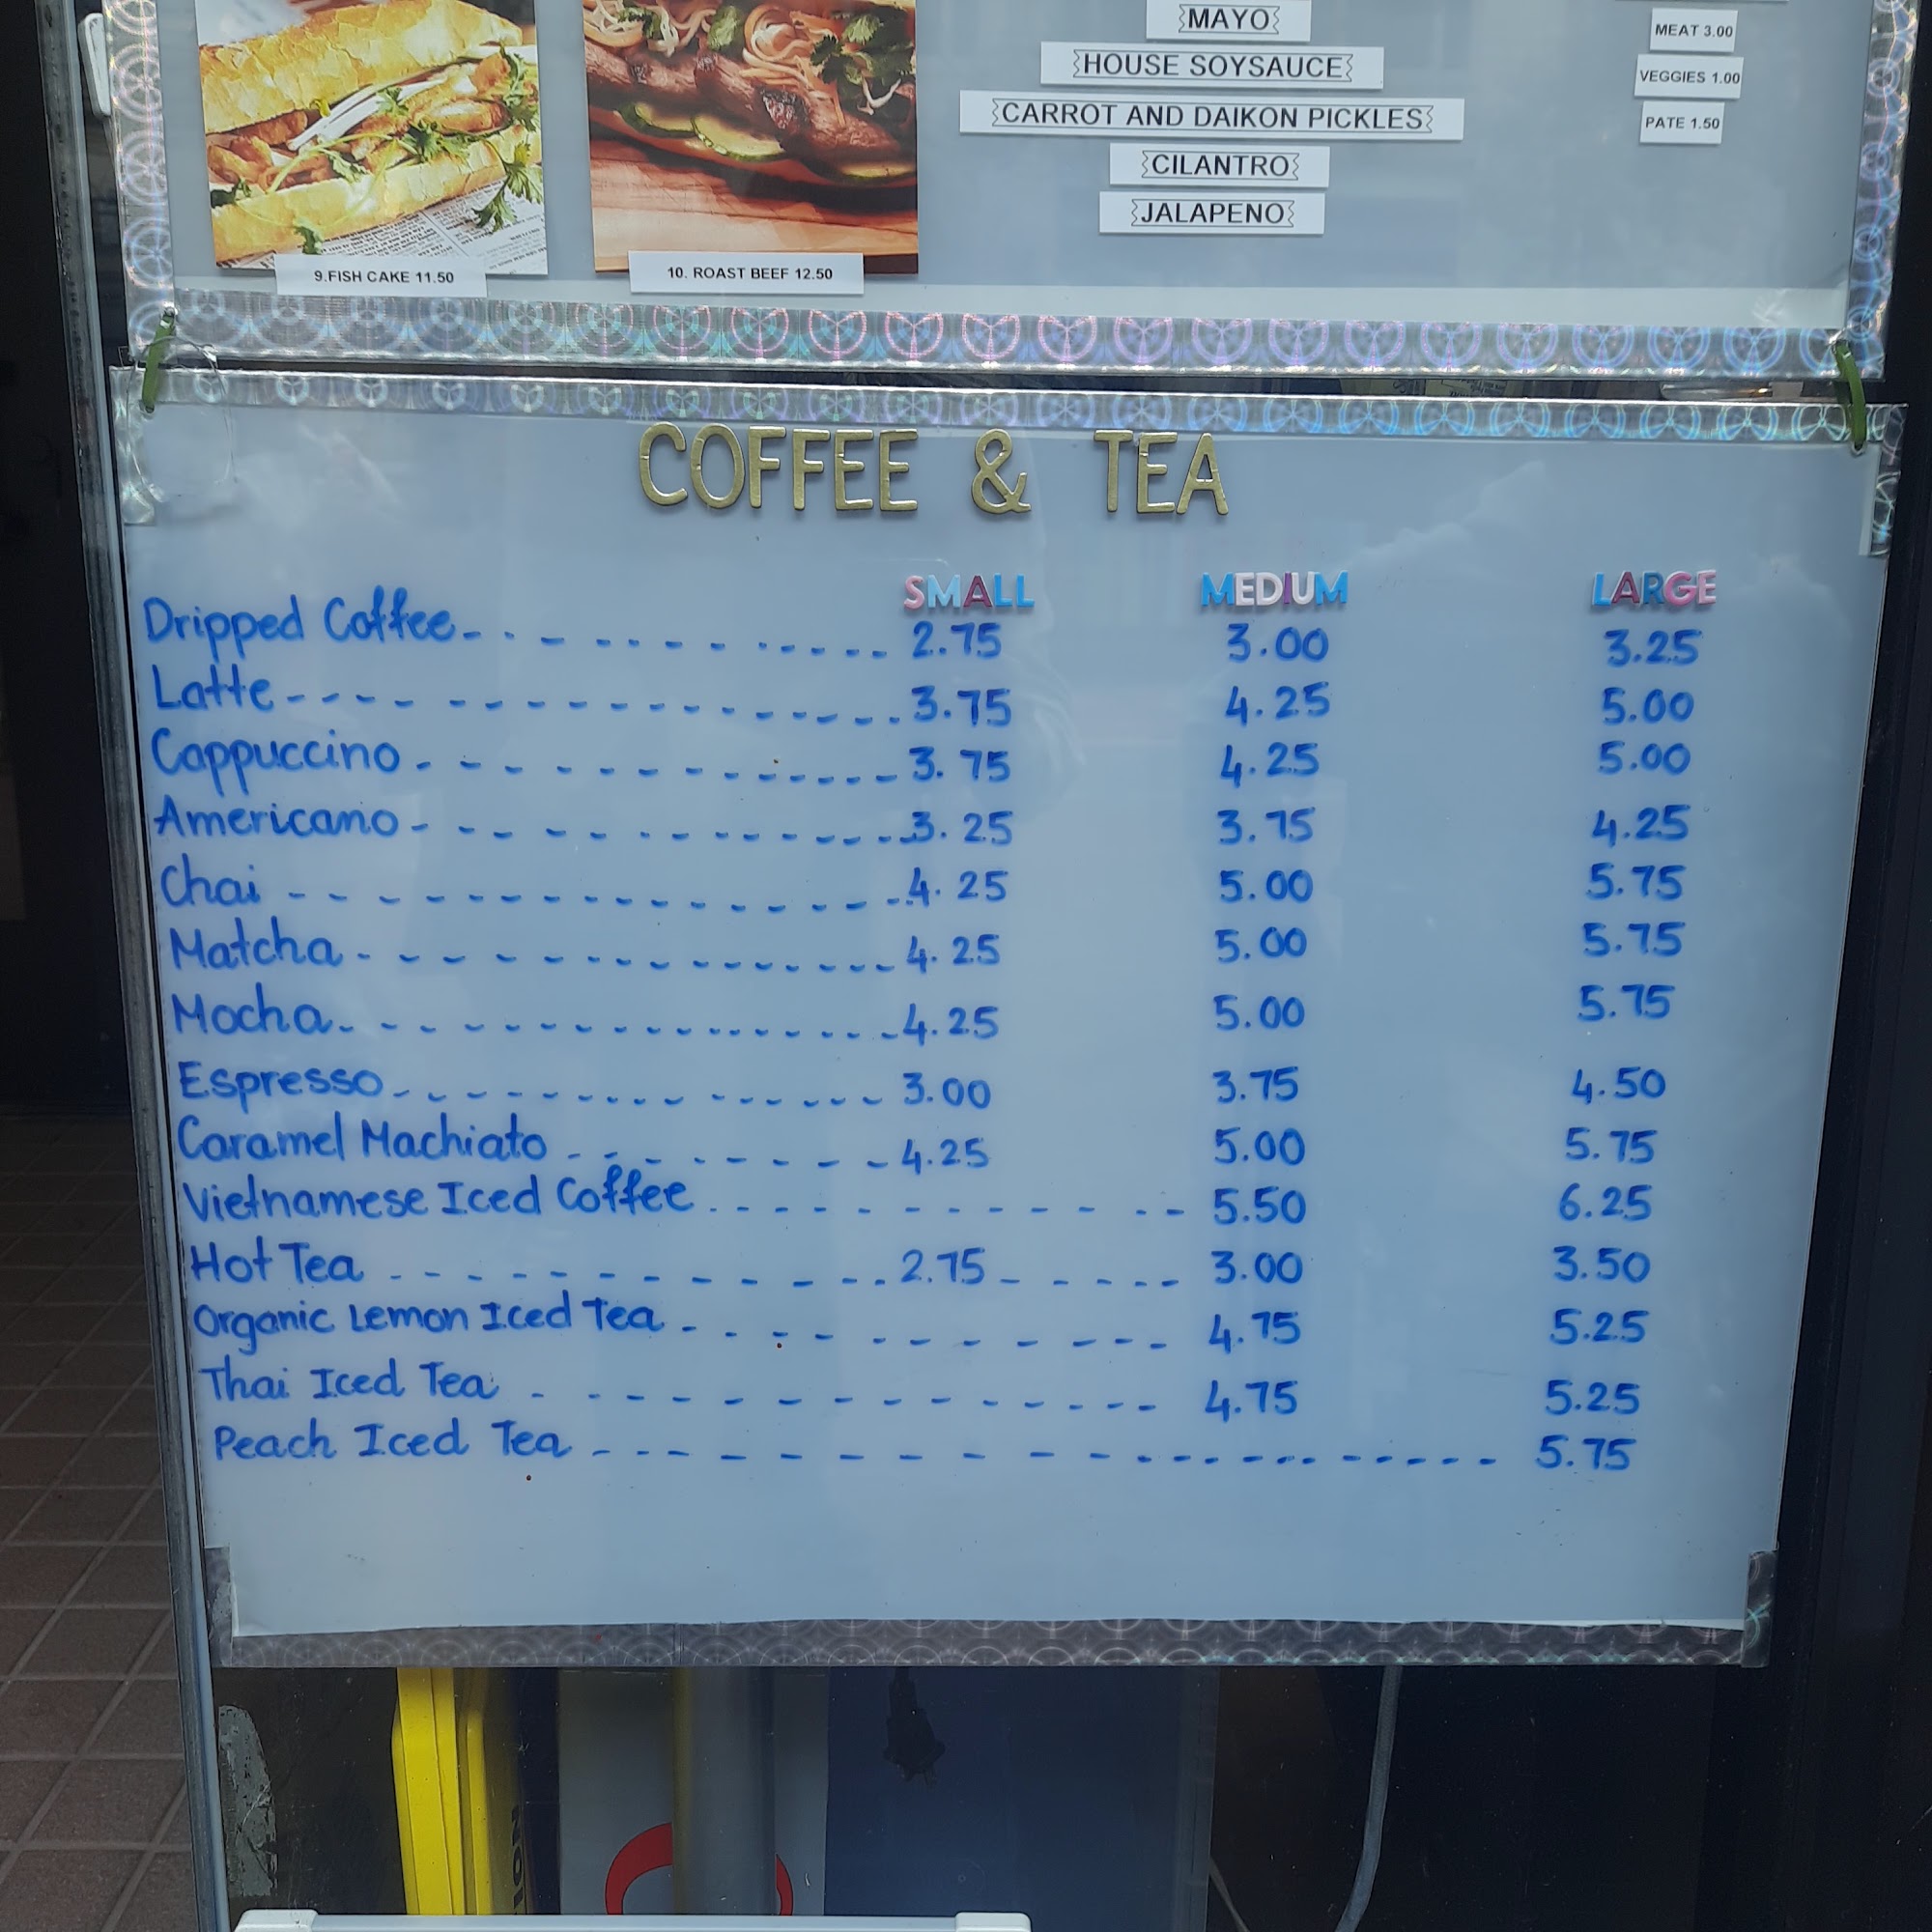 MAYO
HOUSE SOYSAUCE
CARROT AND DAIKON PICKLES
CILANTRO
JALAPENO
MEAT 3.00
VEGGIES 1.00
PATE 1.50
9.FISH CAKE 11.50
10. ROAST BEEF 12.50
COFFEE & TEA
SMALL MEDIUM LARGE
Dripped Coffee 2.75 3.00 3.25
Latte 3.75 4.25 5.00
Cappuccino 3.75 4.25 5.00
Americano 3.25 3.75 4.25
Chai 4.25 5.00 5.75
Matcha 4.25 5.00 5.75
Mocha 4.25 5.00 5.75
Espresso 3.00 3.75 4.50
Caramel Machiato 4.25 5.00 5.75
Vietnamese Iced Coffee 5.50 6.25
Hot Tea 2.75 3.00 3.50
Organic Lemon Iced Tea 4.75 5.25
Thai Iced Tea 4.75 5.25
Peach Iced Tea 5.75